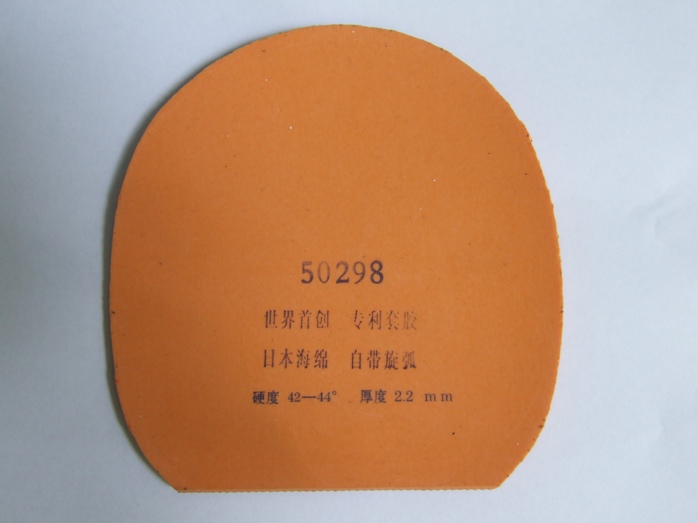 50298
世界首创 专利套胶
日本海绵 自带旋弧
硬度 42—44° 厚度 2.2 mm